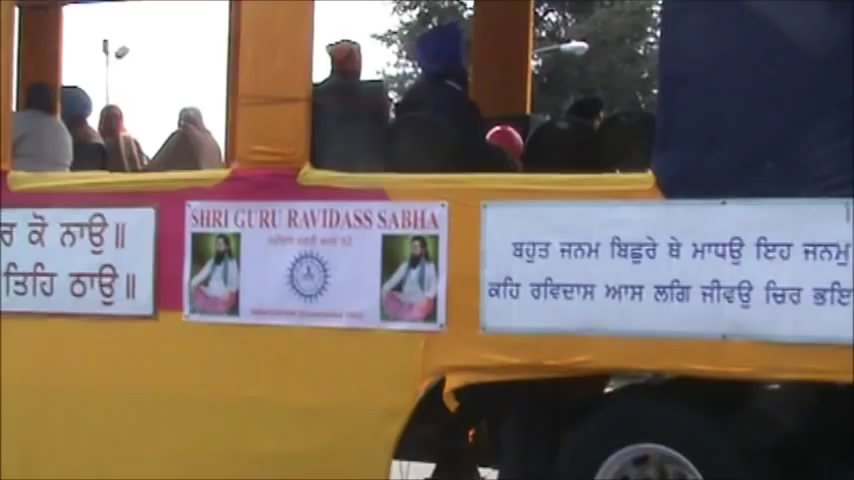 ਰ ਕੋ ਨਾਉ॥
ਤਿਹਿ ਠਾਉ॥
SHRI GURU RAVIDASS SABHA
ਬਹੁਤ ਜਨਮ ਬਿਛੁਰੇ ਥੇ ਮਾਧਉ ਇਹ ਜਨਮੁ
ਕਹਿ ਰਵਿਦਾਸ ਆਸ ਲਗਿ ਜੀਵਉ ਚਿਰ ਭਇ